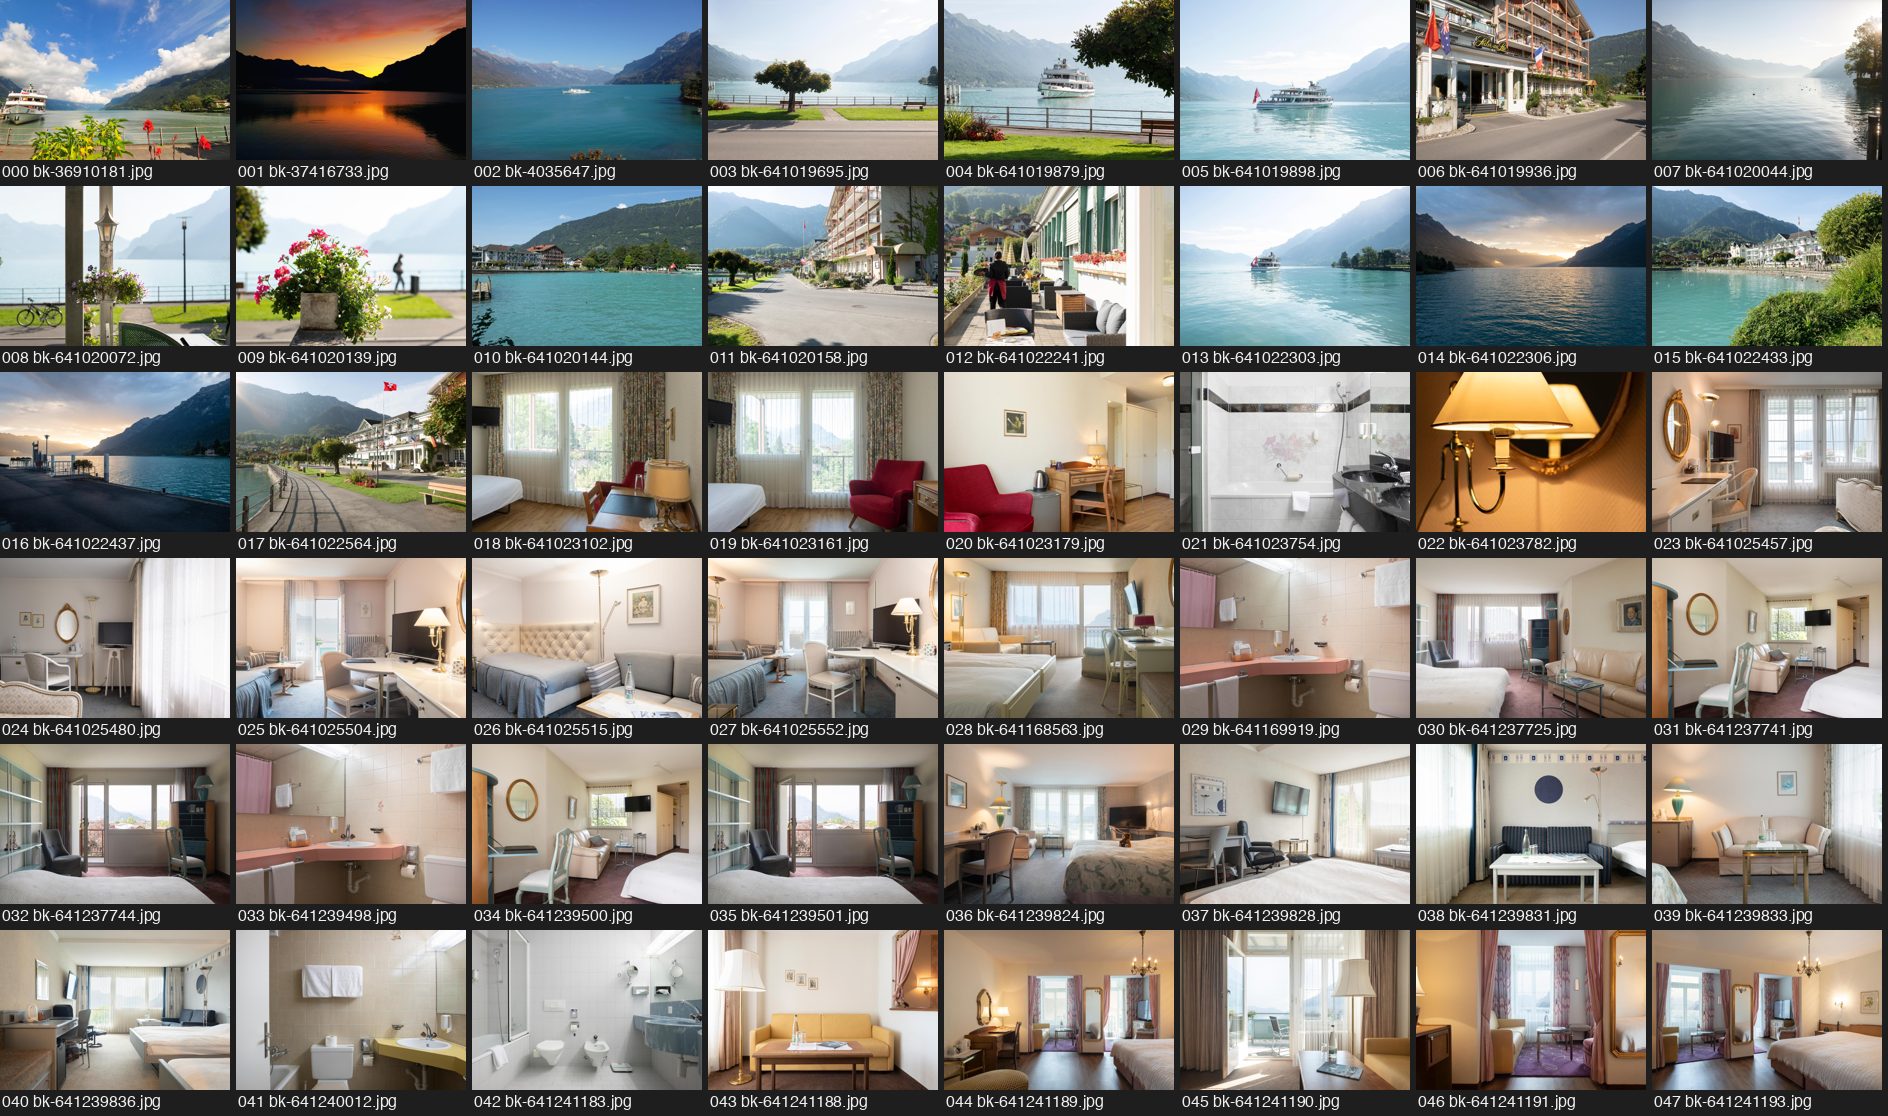 000 bk-36910181.jpg
001 bk-37416733.jpg
002 bk-4035647.jpg
003 bk-641019695.jpg
004 bk-641019879.jpg
005 bk-641019898.jpg
006 bk-641019936.jpg
007 bk-641020044.jpg
008 bk-641020072.jpg
009 bk-641020139.jpg
010 bk-641020144.jpg
011 bk-641020158.jpg
012 bk-641022241.jpg
013 bk-641022303.jpg
014 bk-641022306.jpg
015 bk-641022433.jpg
016 bk-641022437.jpg
017 bk-641022564.jpg
018 bk-641023102.jpg
019 bk-641023161.jpg
020 bk-641023179.jpg
021 bk-641023754.jpg
022 bk-641023782.jpg
023 bk-641025457.jpg
024 bk-641025480.jpg
025 bk-641025504.jpg
026 bk-641025515.jpg
027 bk-641025552.jpg
028 bk-641168563.jpg
029 bk-641169919.jpg
030 bk-641237725.jpg
031 bk-641237741.jpg
032 bk-641237744.jpg
033 bk-641239498.jpg
034 bk-641239500.jpg
035 bk-641239501.jpg
036 bk-641239824.jpg
037 bk-641239828.jpg
038 bk-641239831.jpg
039 bk-641239833.jpg
040 bk-641239836.jpg
041 bk-641240012.jpg
042 bk-641241183.jpg
043 bk-641241188.jpg
044 bk-641241189.jpg
045 bk-641241190.jpg
046 bk-641241191.jpg
047 bk-641241193.jpg